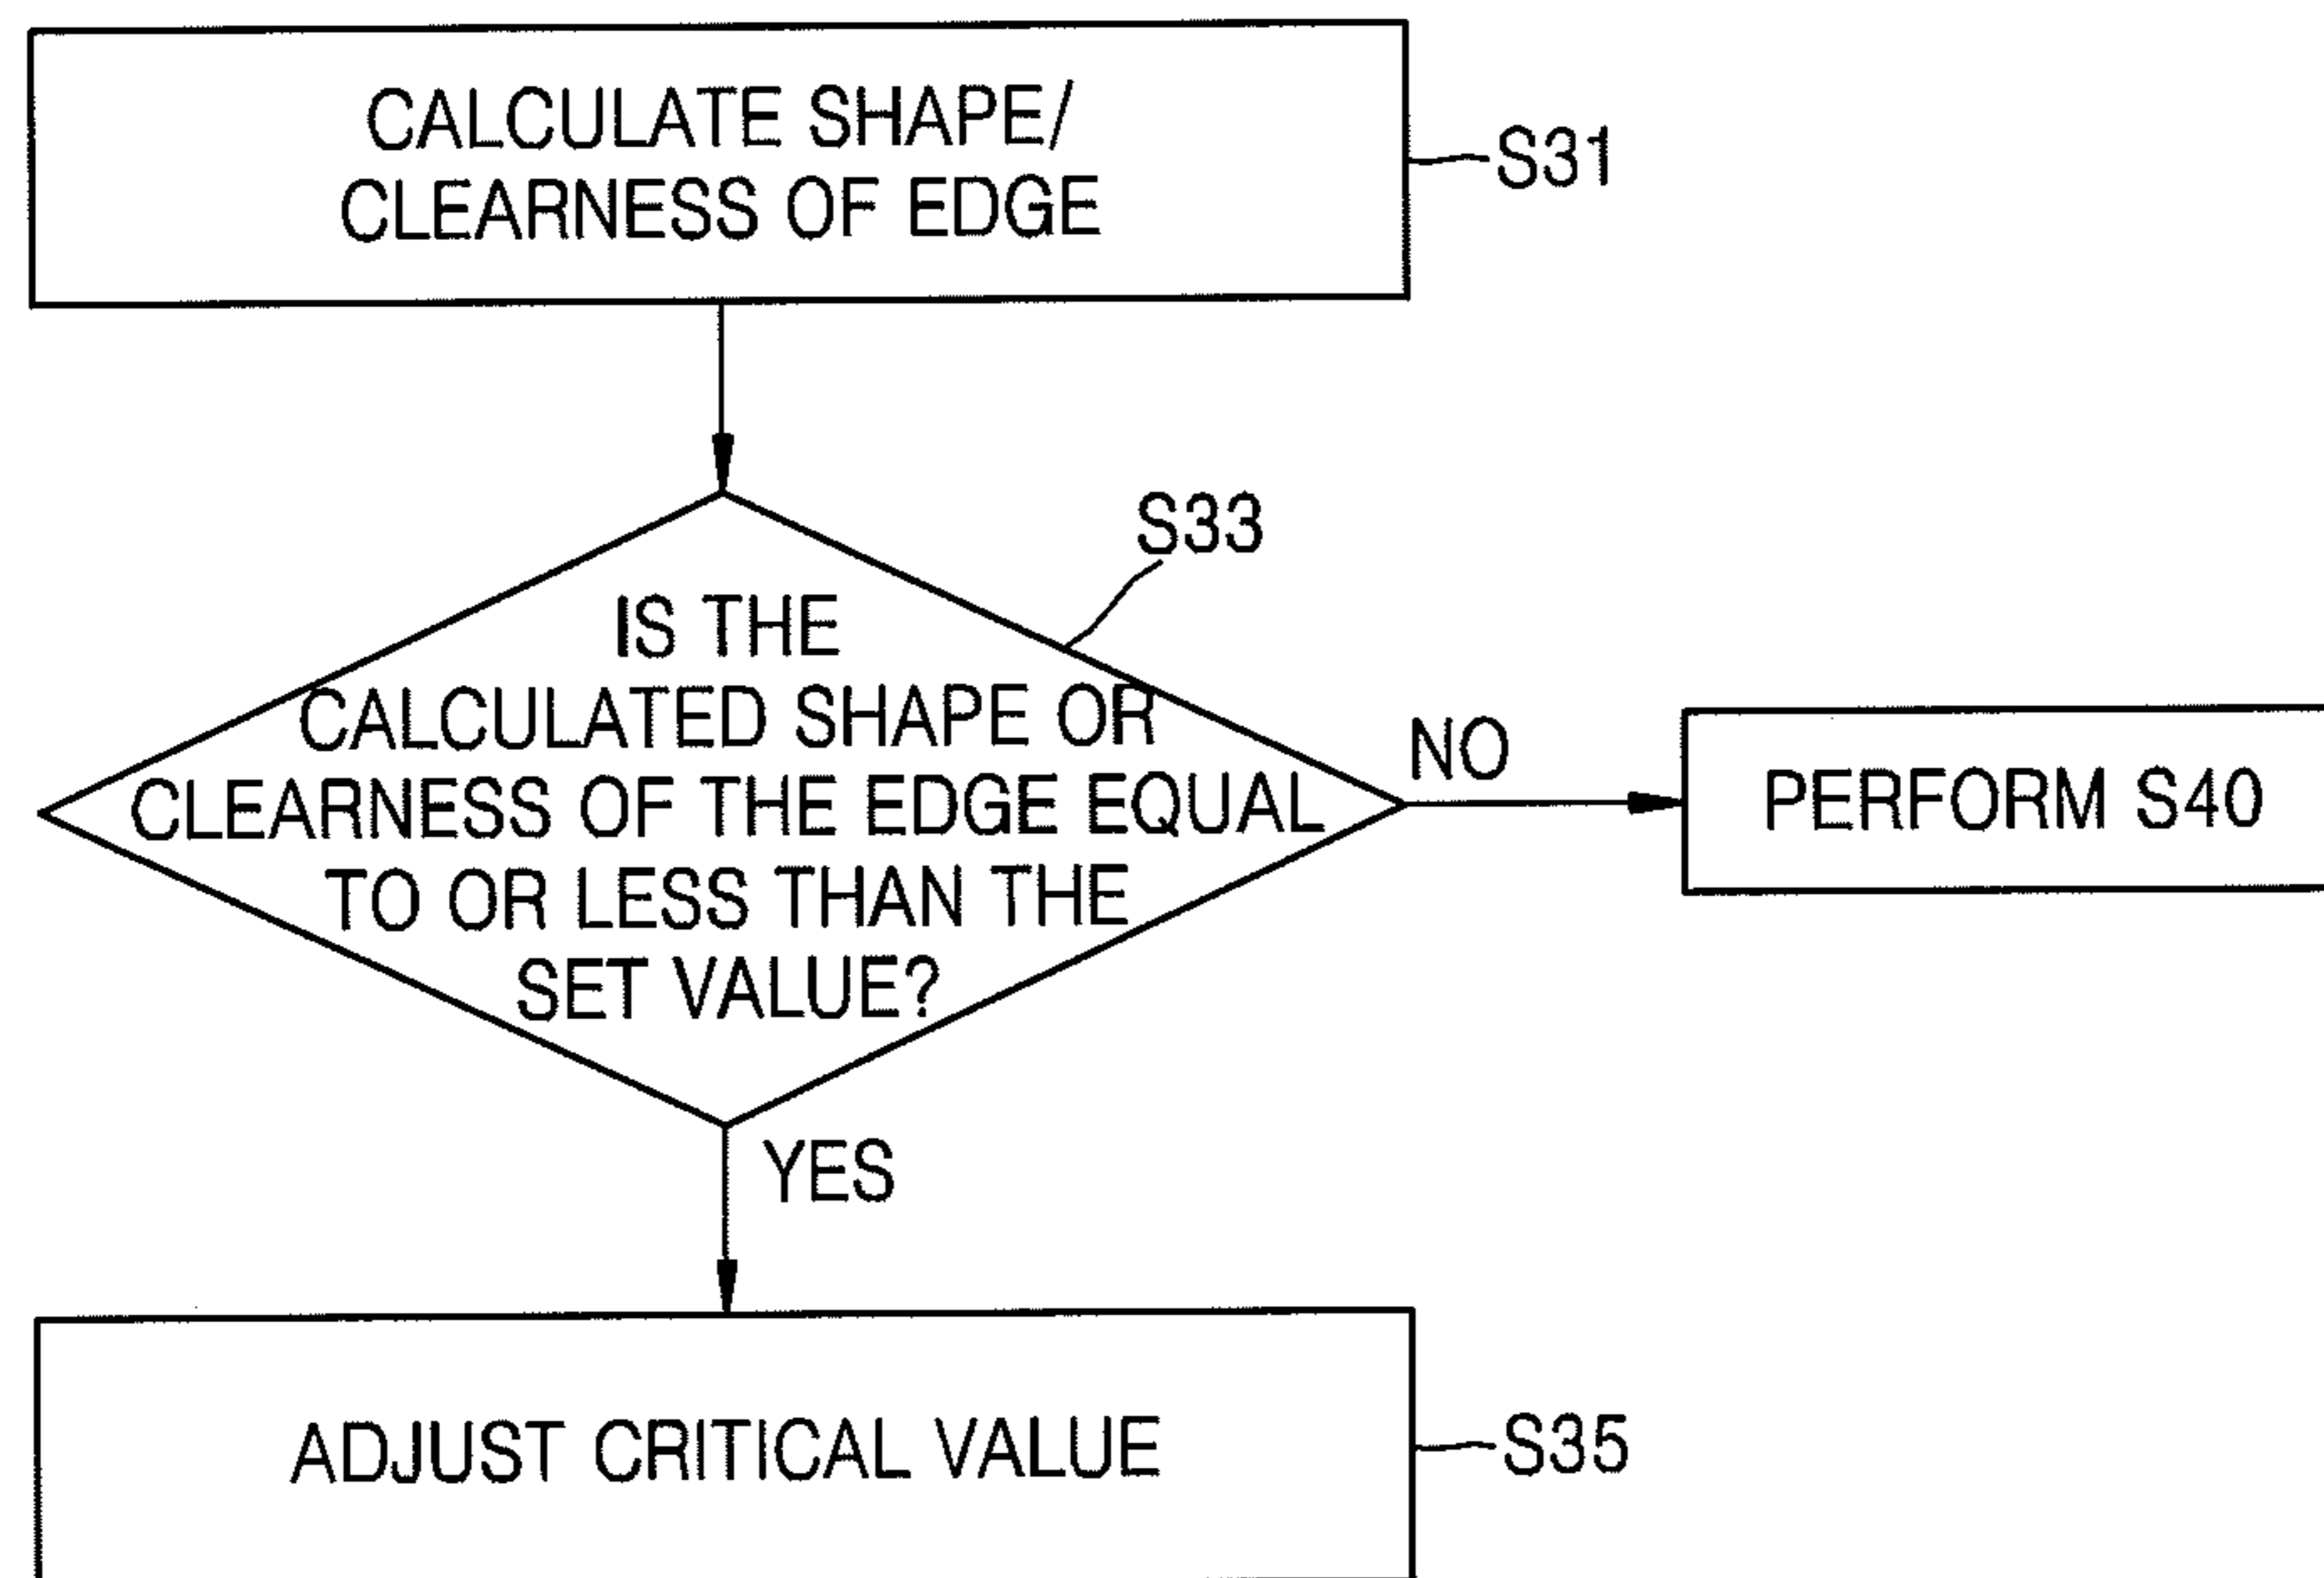 CALCULATE SHAPE/
CLEARNESS OF EDGE
S31
S33
IS THE
CALCULATED SHAPE OR
CLEARNESS OF THE EDGE EQUAL
TO OR LESS THAN THE
SET VALUE?
NO
PERFORM S40
YES
ADJUST CRITICAL VALUE
S35